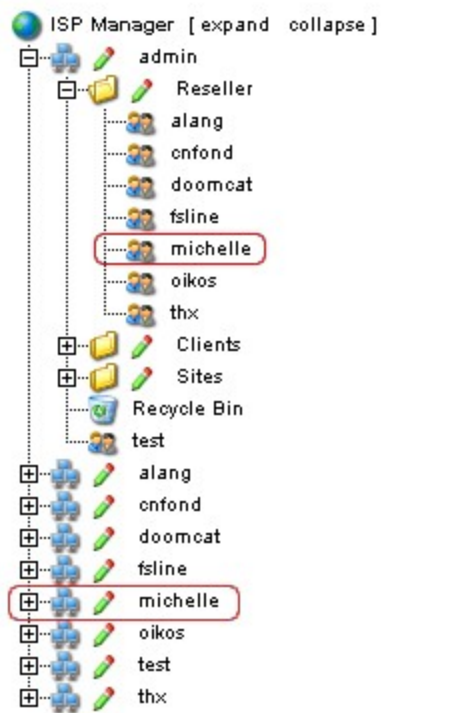 ISP Manager [ expand collapse ]
admin
Reseller
alang
cnfond
doomcat
fsline
michelle
oikos
thx
Clients
Sites
Recycle Bin
test
alang
cnfond
doomcat
fsline
michelle
oikos
test
thx